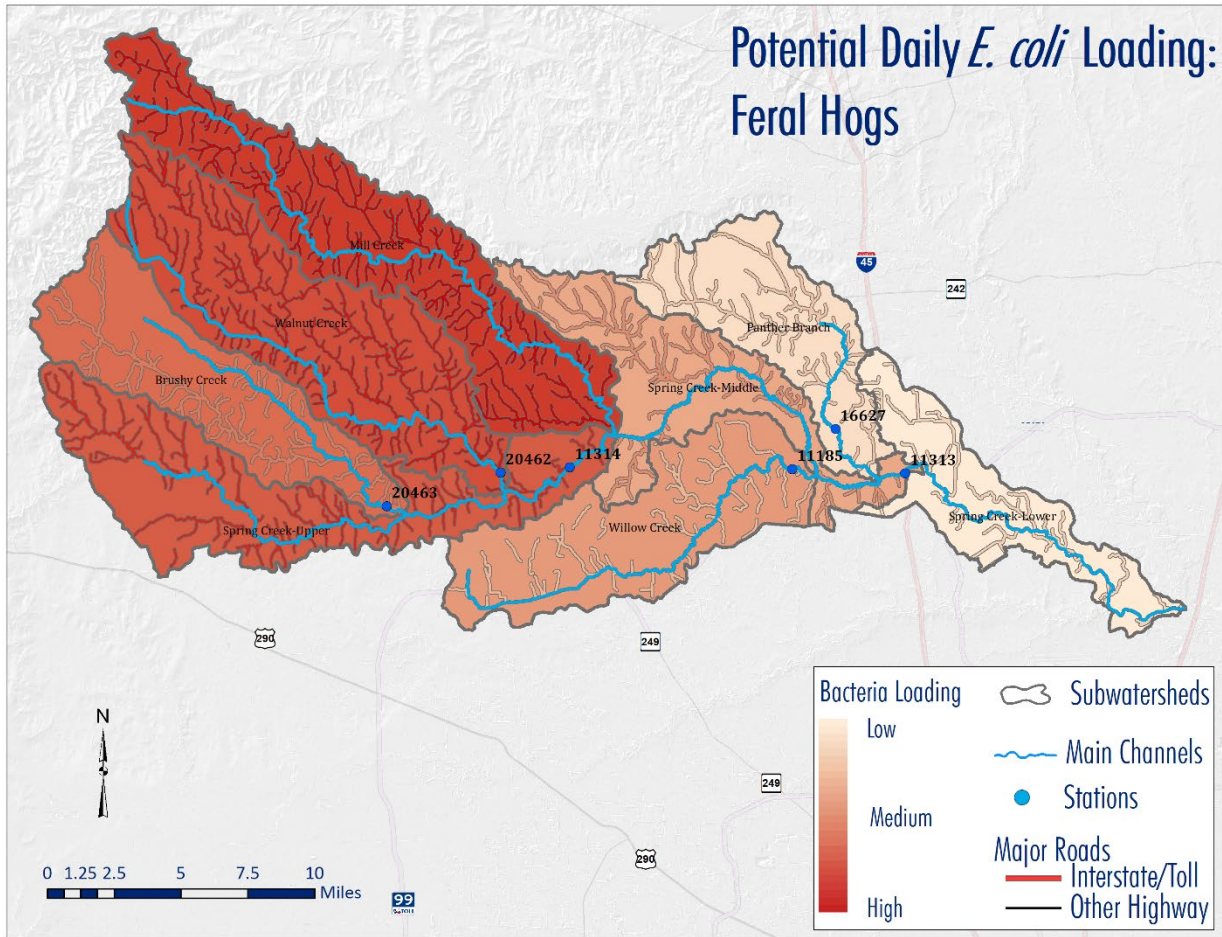 Potential Daily E. coli Loading:
Feral Hogs
Mill Creek
45
242
Walnut Creek
Panther Branch
Brushy Creek
Spring Creek-Middle
16627
20462
11314
11185
11313
20463
Spring Creek-Upper
Willow Creek
Spring Creek-Lower
290
249
N
249
290
0 1.25 2.5 5 7.5 10
Miles
99
TOLL
Bacteria Loading
Low
Medium
High
Subwatersheds
Main Channels
Stations
Major Roads
Interstate/Toll
Other Highway